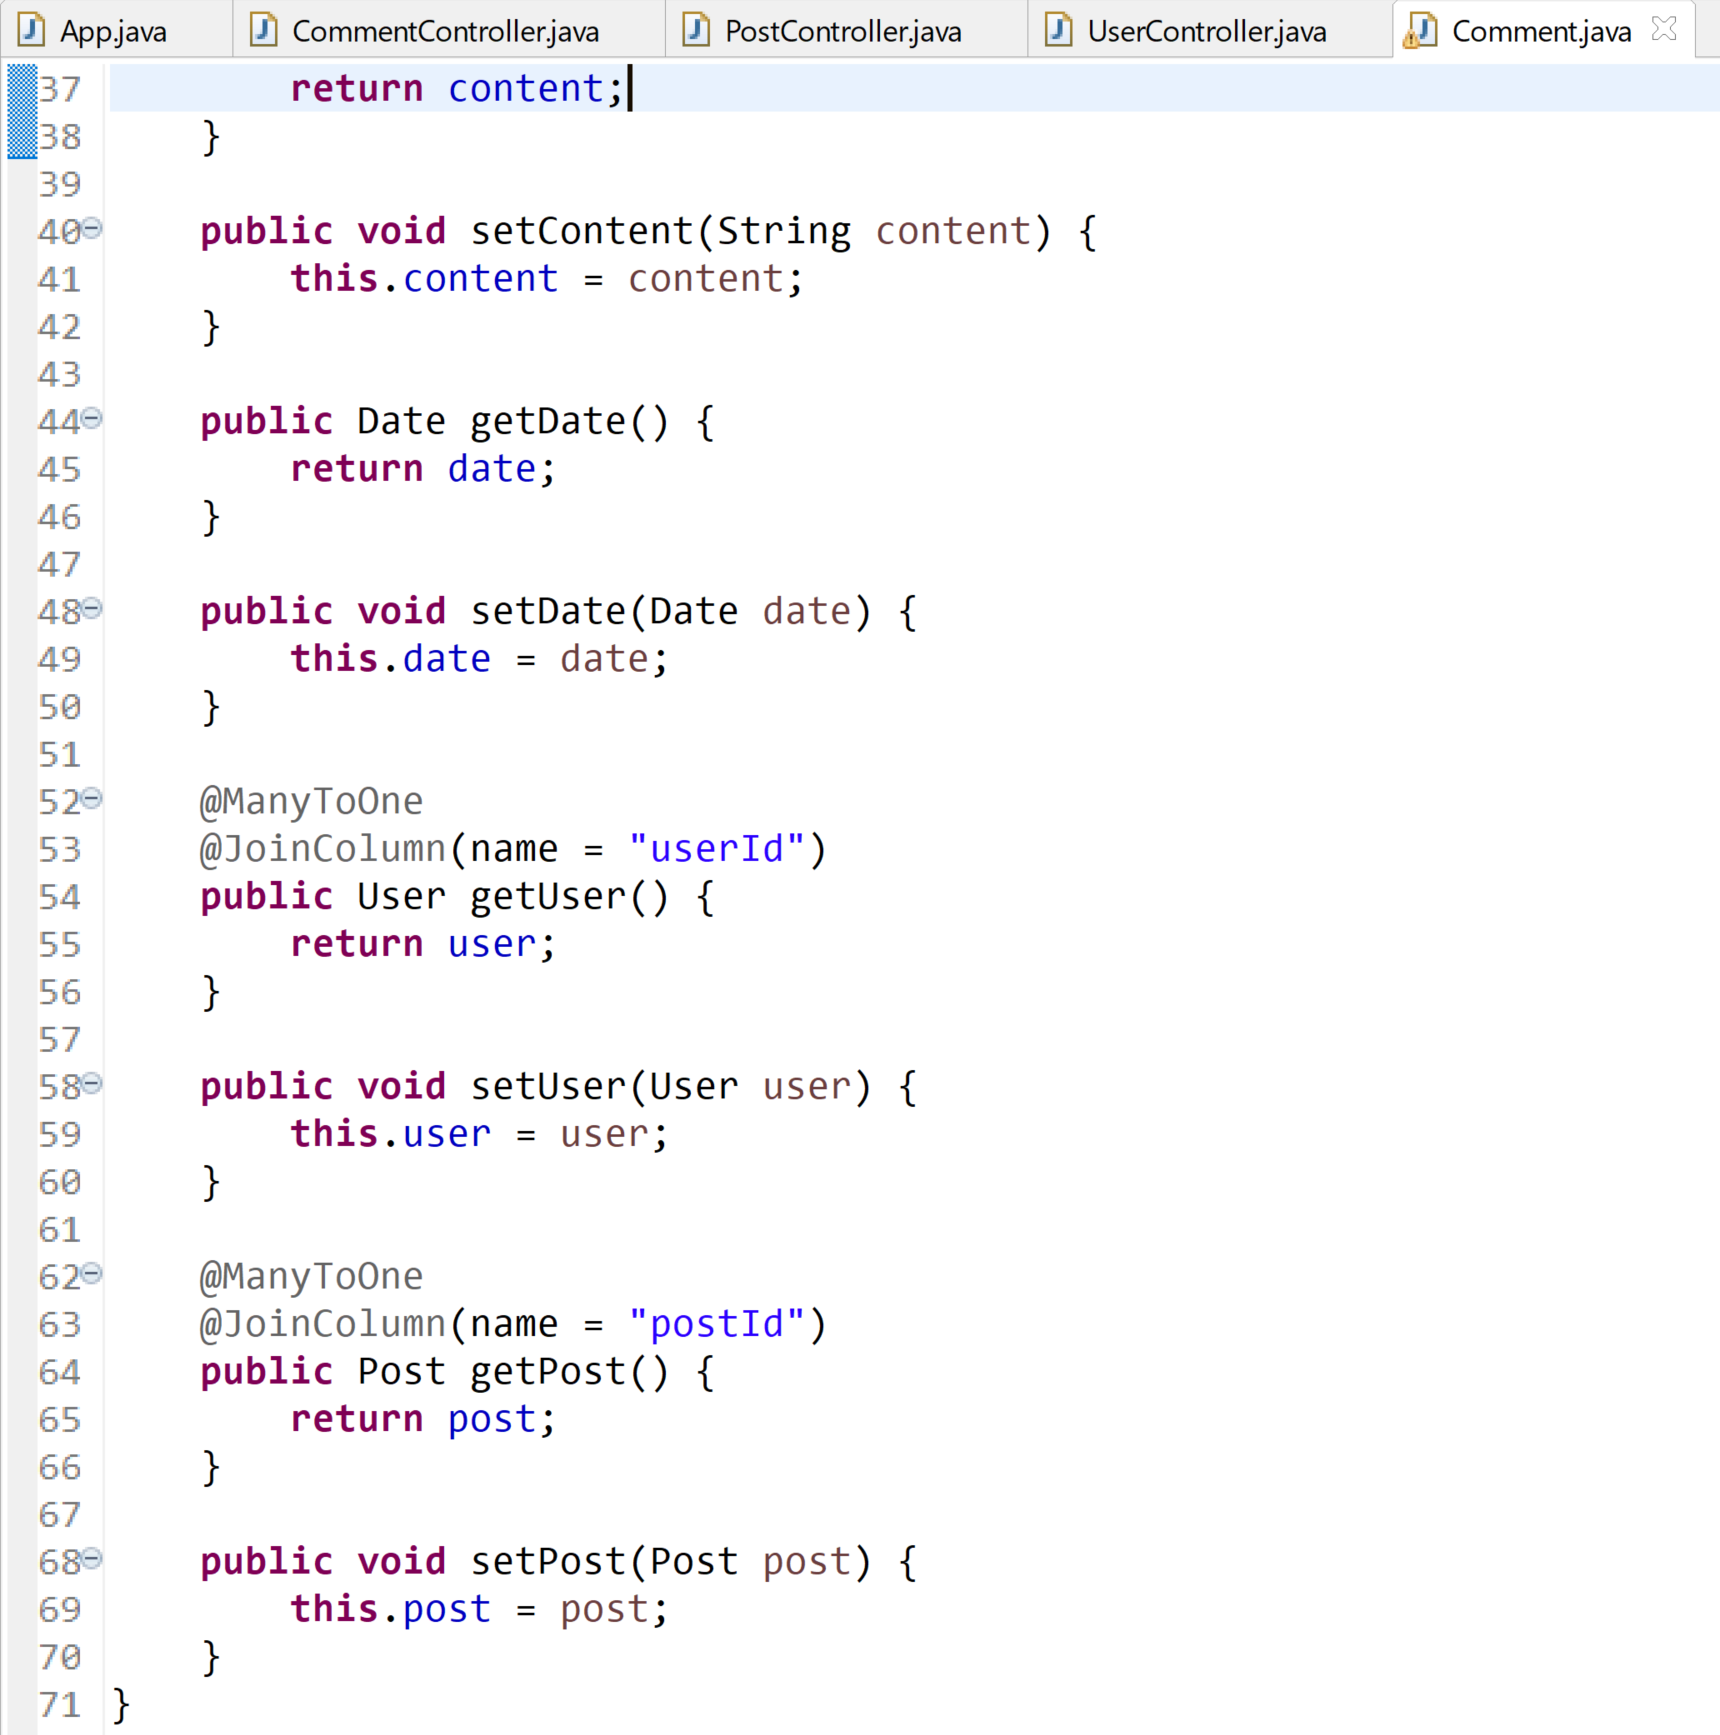 App.java CommentController.java PostController.java UserController.java Comment.java
37 return content;
38 }
39
40 public void setContent(String content) {
41 this.content = content;
42 }
43
44 public Date getDate() {
45 return date;
46 }
47
48 public void setDate(Date date) {
49 this.date = date;
50 }
51
52 @ManyToOne
53 @JoinColumn(name = "userId")
54 public User getUser() {
55 return user;
56 }
57
58 public void setUser(User user) {
59 this.user = user;
60 }
61
62 @ManyToOne
63 @JoinColumn(name = "postId")
64 public Post getPost() {
65 return post;
66 }
67
68 public void setPost(Post post) {
69 this.post = post;
70 }
71 }